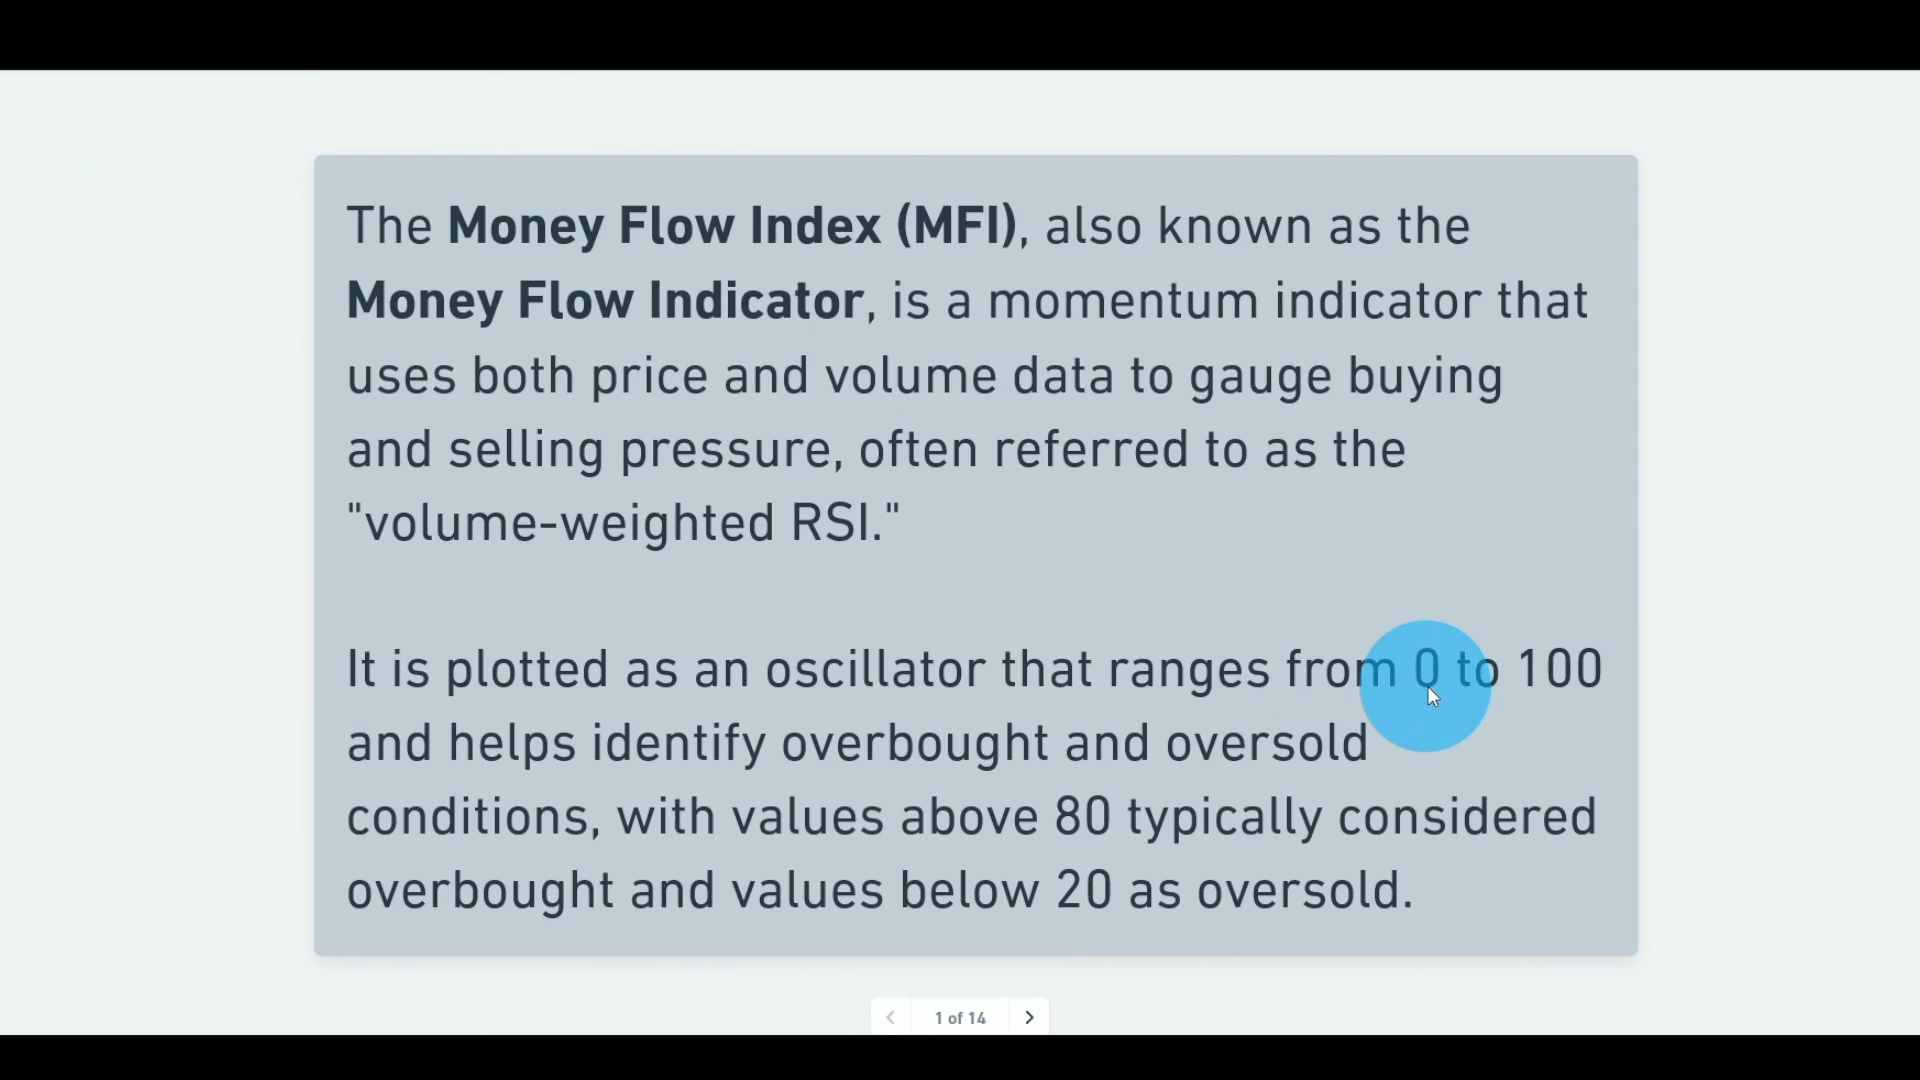 The Money Flow Index (MFI), also known as the
Money Flow Indicator, is a momentum indicator that
uses both price and volume data to gauge buying
and selling pressure, often referred to as the
"volume-weighted RSI."
It is plotted as an oscillator that ranges from 0 to 100
and helps identify overbought and oversold
conditions, with values above 80 typically considered
overbought and values below 20 as oversold.
1 of 14